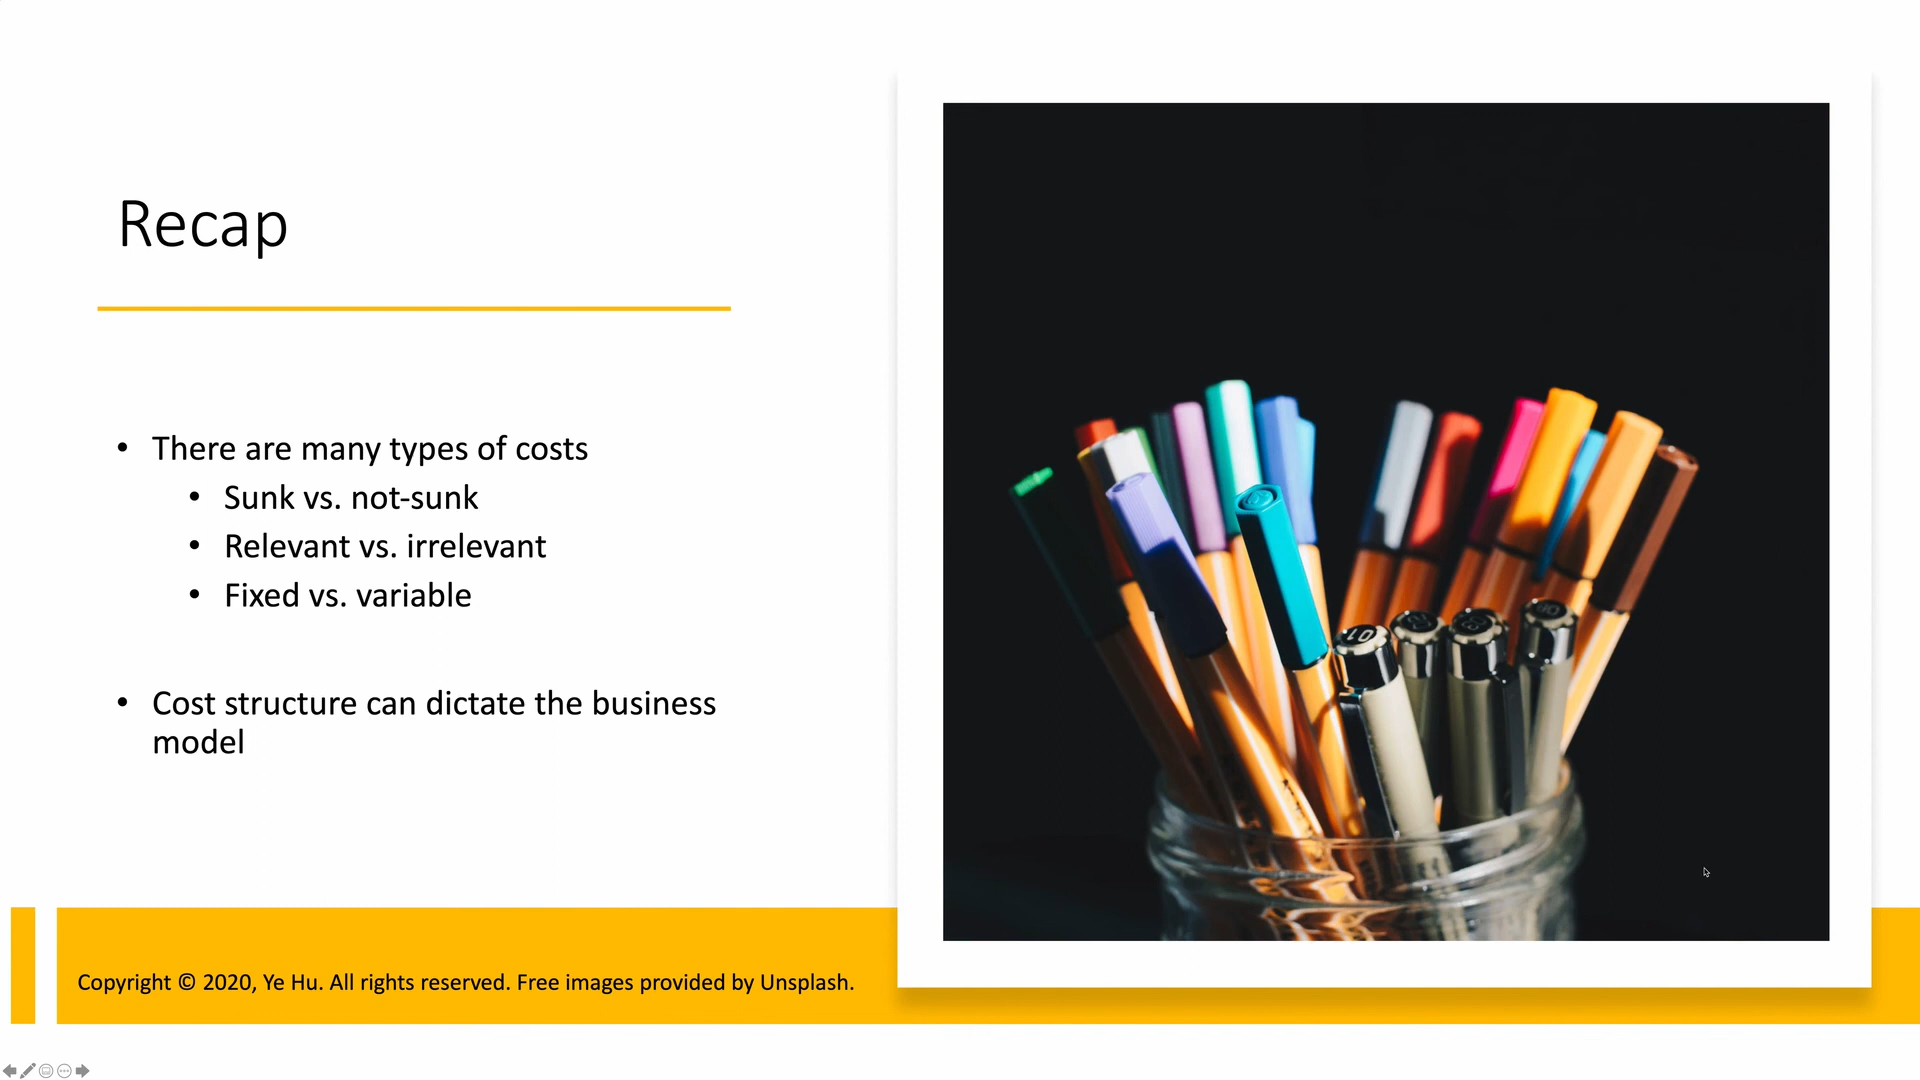 Recap
• There are many types of costs
• Sunk vs. not-sunk
• Relevant vs. irrelevant
• Fixed vs. variable
• Cost structure can dictate the business
model
01
Copyright © 2020, Ye Hu. All rights reserved. Free images provided by Unsplash.